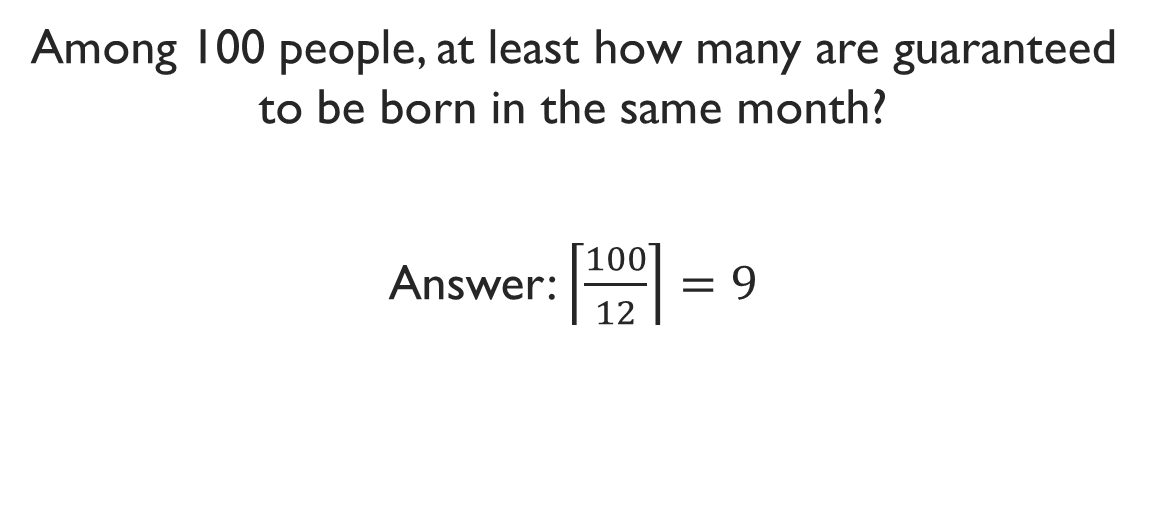 Among 100 people, at least how many are guaranteed
to be born in the same month?
Answer: ⌈100/12⌉ = 9